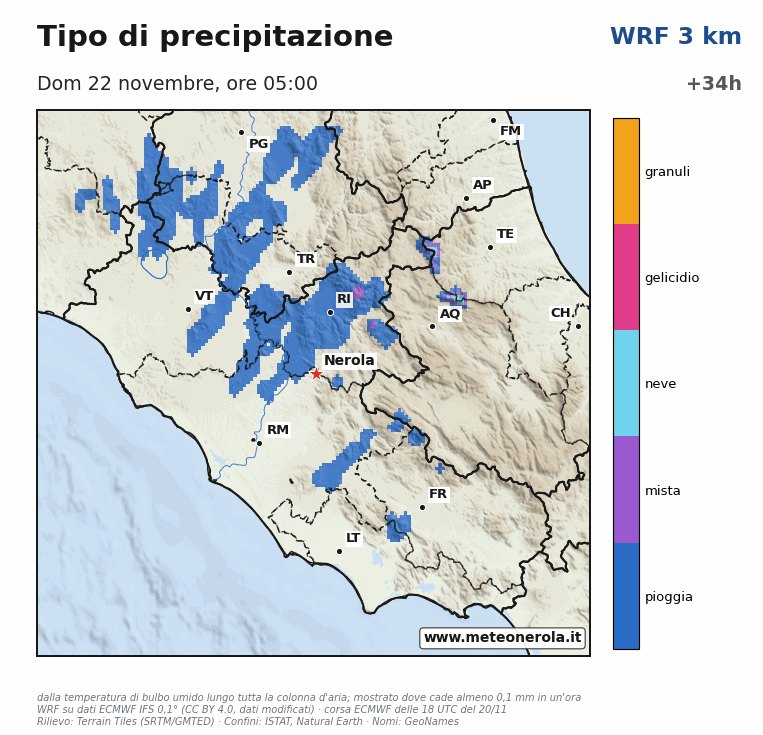 Tipo di precipitazione
WRF 3 km
Dom 22 novembre, ore 05:00
+34h
FM
PG
AP
TE
TR
VT
RI
AQ
CH
Nerola
RM
FR
LT
www.meteonerola.it
granuli
gelicidio
neve
mista
pioggia
dalla temperatura di bulbo umido lungo tutta la colonna d'aria; mostrato dove cade almeno 0,1 mm in un'ora
WRF su dati ECMWF IFS 0,1° (CC BY 4.0, dati modificati) · corsa ECMWF delle 18 UTC del 20/11
Rilievo: Terrain Tiles (SRTM/GMTED) · Confini: ISTAT, Natural Earth · Nomi: GeoNames